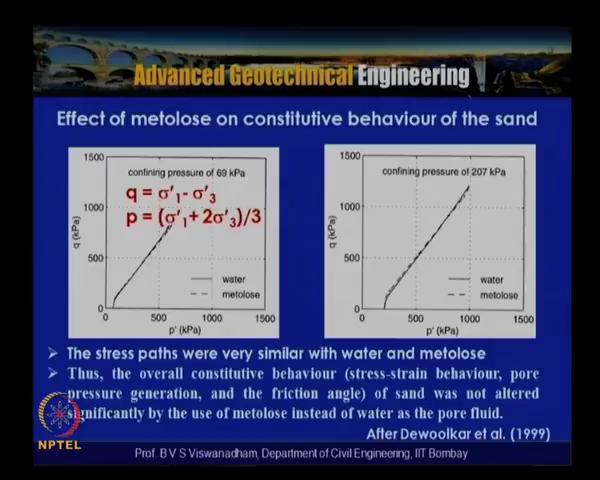 Advanced Geotechnical Engineering
Effect of metolose on constitutive behaviour of the sand
1500
confining pressure of 69 kPa
q = σ'1- σ'3
1000
p = (σ'1+ 2σ'3)/3
q (kPa)
500
water
metolose
0
0 500 1000 1500
p' (kPa)
1500
confining pressure of 207 kPa
1000
q (kPa)
500
water
metolose
0
0 500 1000 1500
p' (kPa)
The stress paths were very similar with water and metolose
Thus, the overall constitutive behaviour (stress-strain behaviour, pore
pressure generation, and the friction angle) of sand was not altered
significantly by the use of metolose instead of water as the pore fluid.
After Dewoolkar et al. (1999)
NPTEL
Prof. B V S Viswanadham, Department of Civil Engineering, IIT Bombay